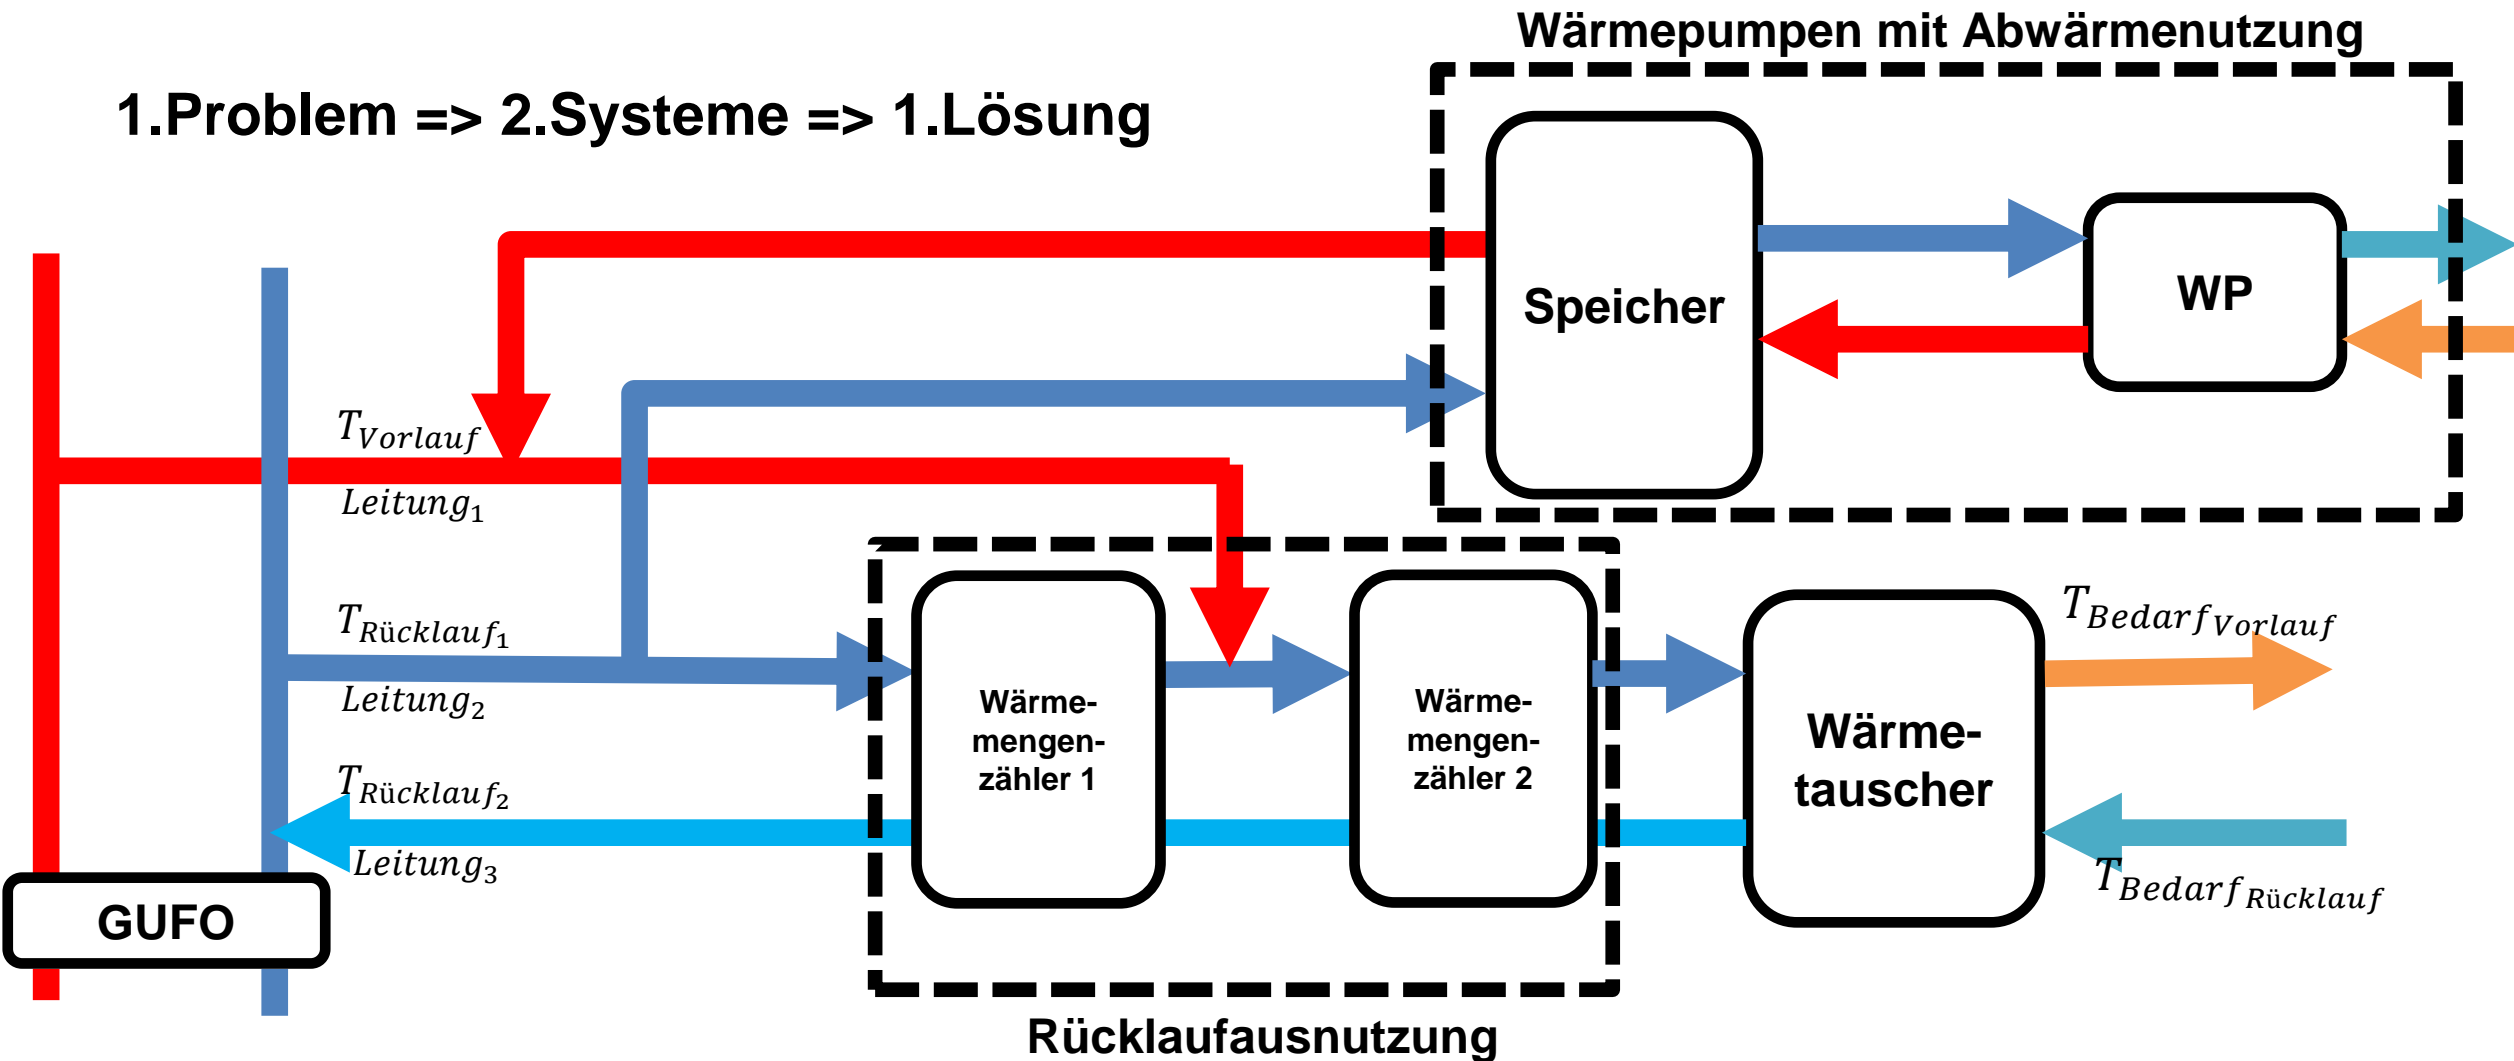 Wärmepumpen mit Abwärmenutzung
1.Problem => 2.Systeme => 1.Lösung
Speicher
WP
T_Vorlauf
Leitung_1
T_Rücklauf_1
Leitung_2
T_Rücklauf_2
Leitung_3
GUFO
Wärme-
mengen-
zähler 1
Wärme-
mengen-
zähler 2
Wärme-
tauscher
T_Bedarf_Vorlauf
T_Bedarf_Rücklauf
Rücklaufausnutzung